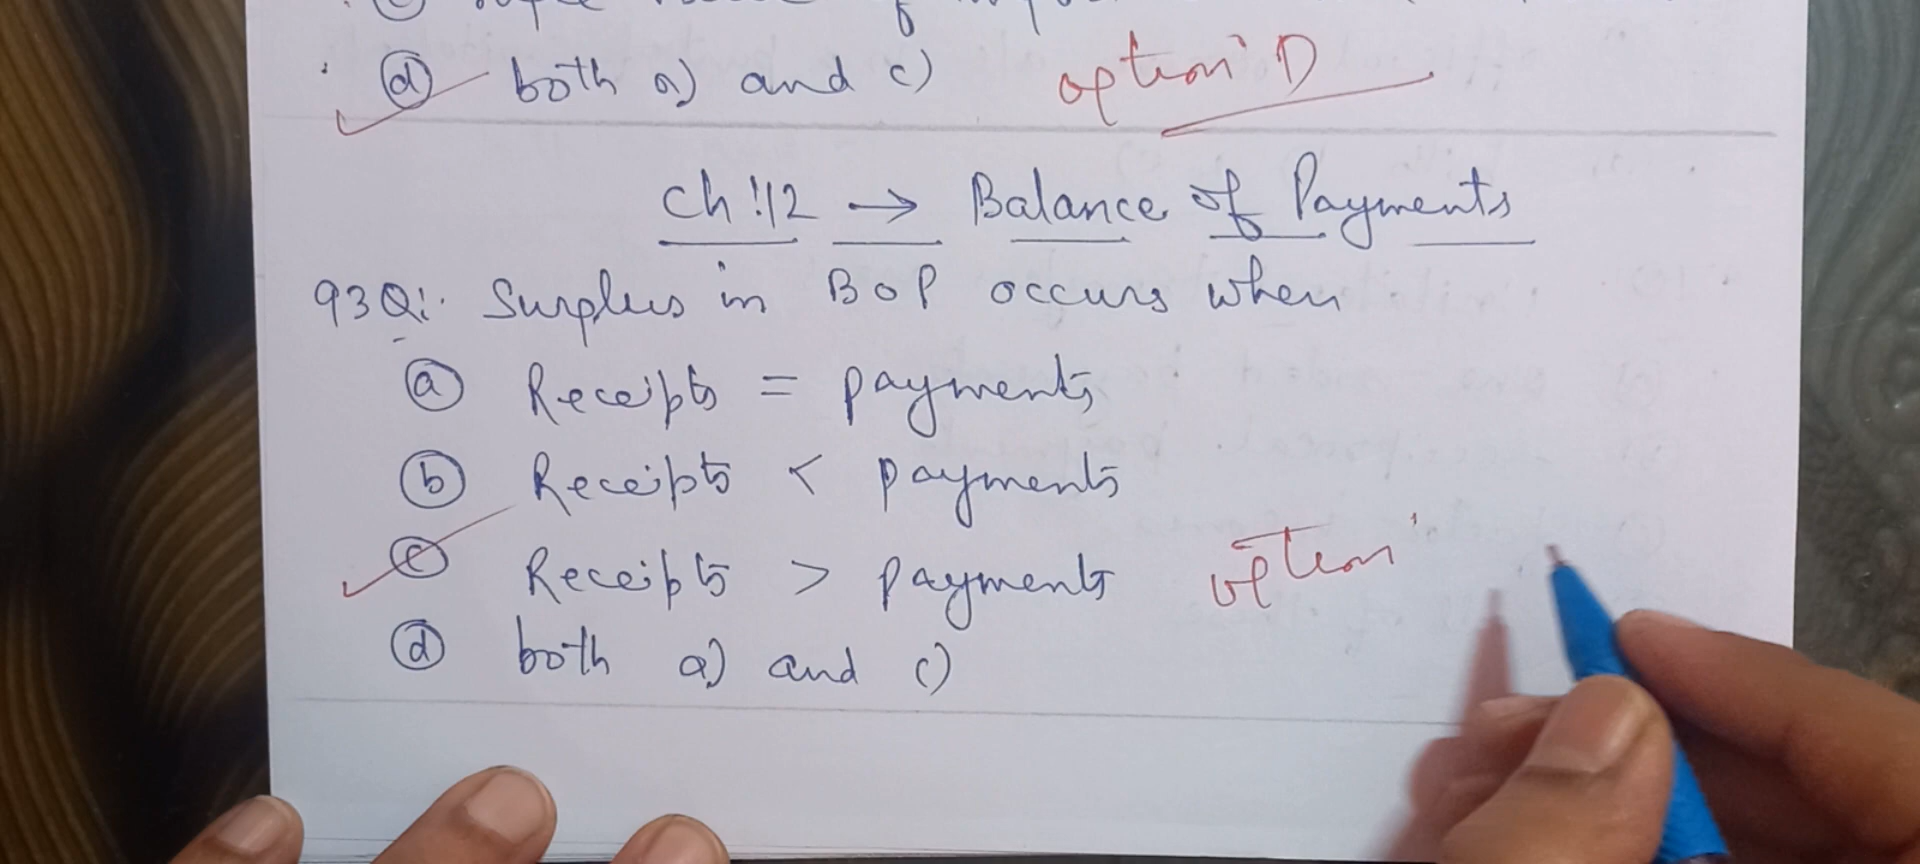 d both a) and c) option D
Ch:12 → Balance of Payments
93Q:. Surplus in BOP occurs when
a Receipts = payments
b Receipts < payments
c Receipts > payments option
d both a) and c)